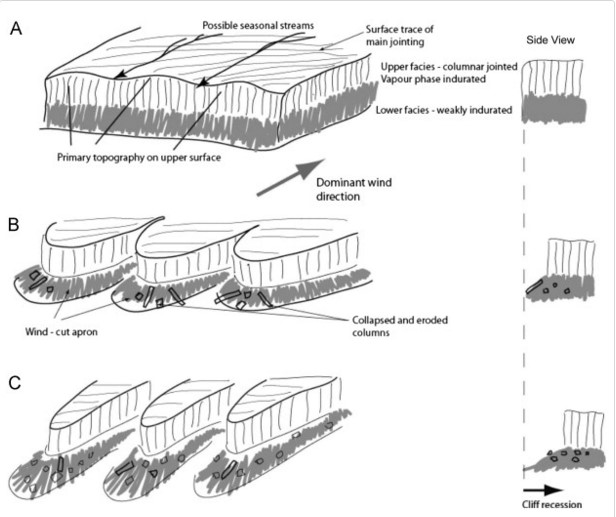 A
Possible seasonal streams
Surface trace of
main jointing
Side View
Upper facies - columnar jointed
Vapour phase indurated
Lower facies - weakly indurated
Primary topography on upper surface
Dominant wind
direction
B
Wind - cut apron
Collapsed and eroded
columns
C
Cliff recession